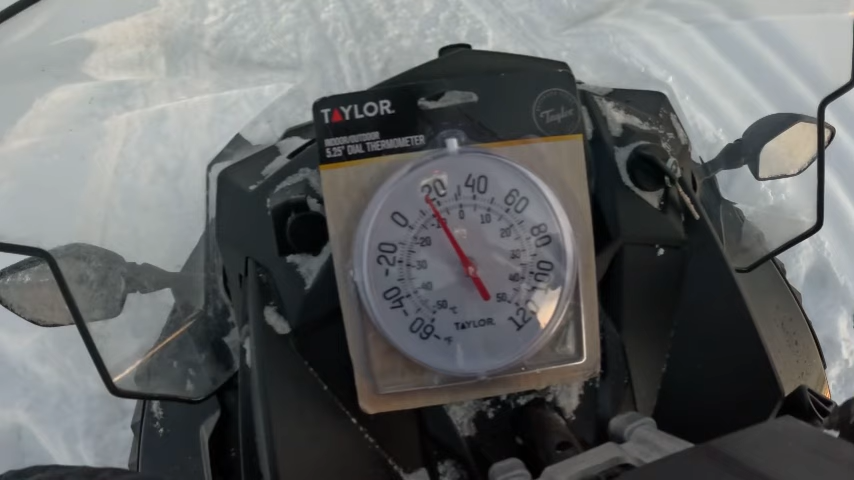 TAYLOR
Taylor
INDOOR/OUTDOOR
5.25" DIAL THERMOMETER
-60 -40 -20 0 20 40 60 80 100 120
-50 -40 -30 -20 -10 0 10 20 30 40 50
°C
TAYLOR
°F